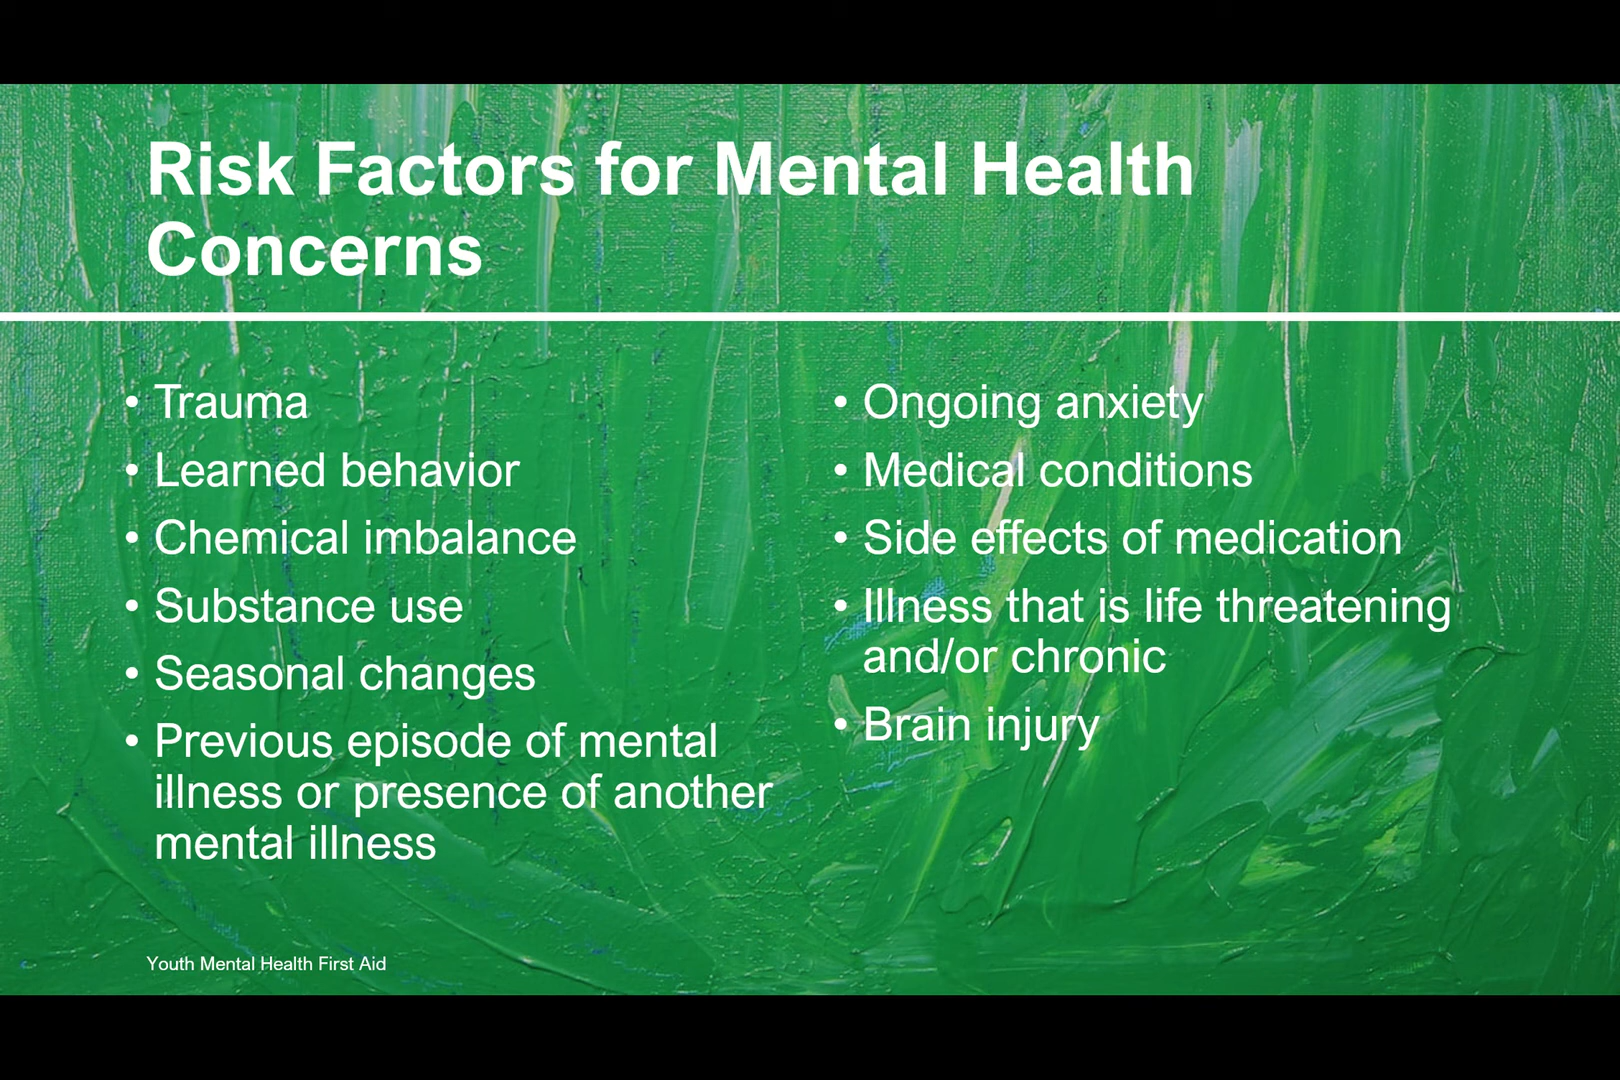 Risk Factors for Mental Health
Concerns
• Trauma
• Learned behavior
• Chemical imbalance
• Substance use
• Seasonal changes
• Previous episode of mental
illness or presence of another
mental illness
• Ongoing anxiety
• Medical conditions
• Side effects of medication
• Illness that is life threatening
and/or chronic
• Brain injury
Youth Mental Health First Aid